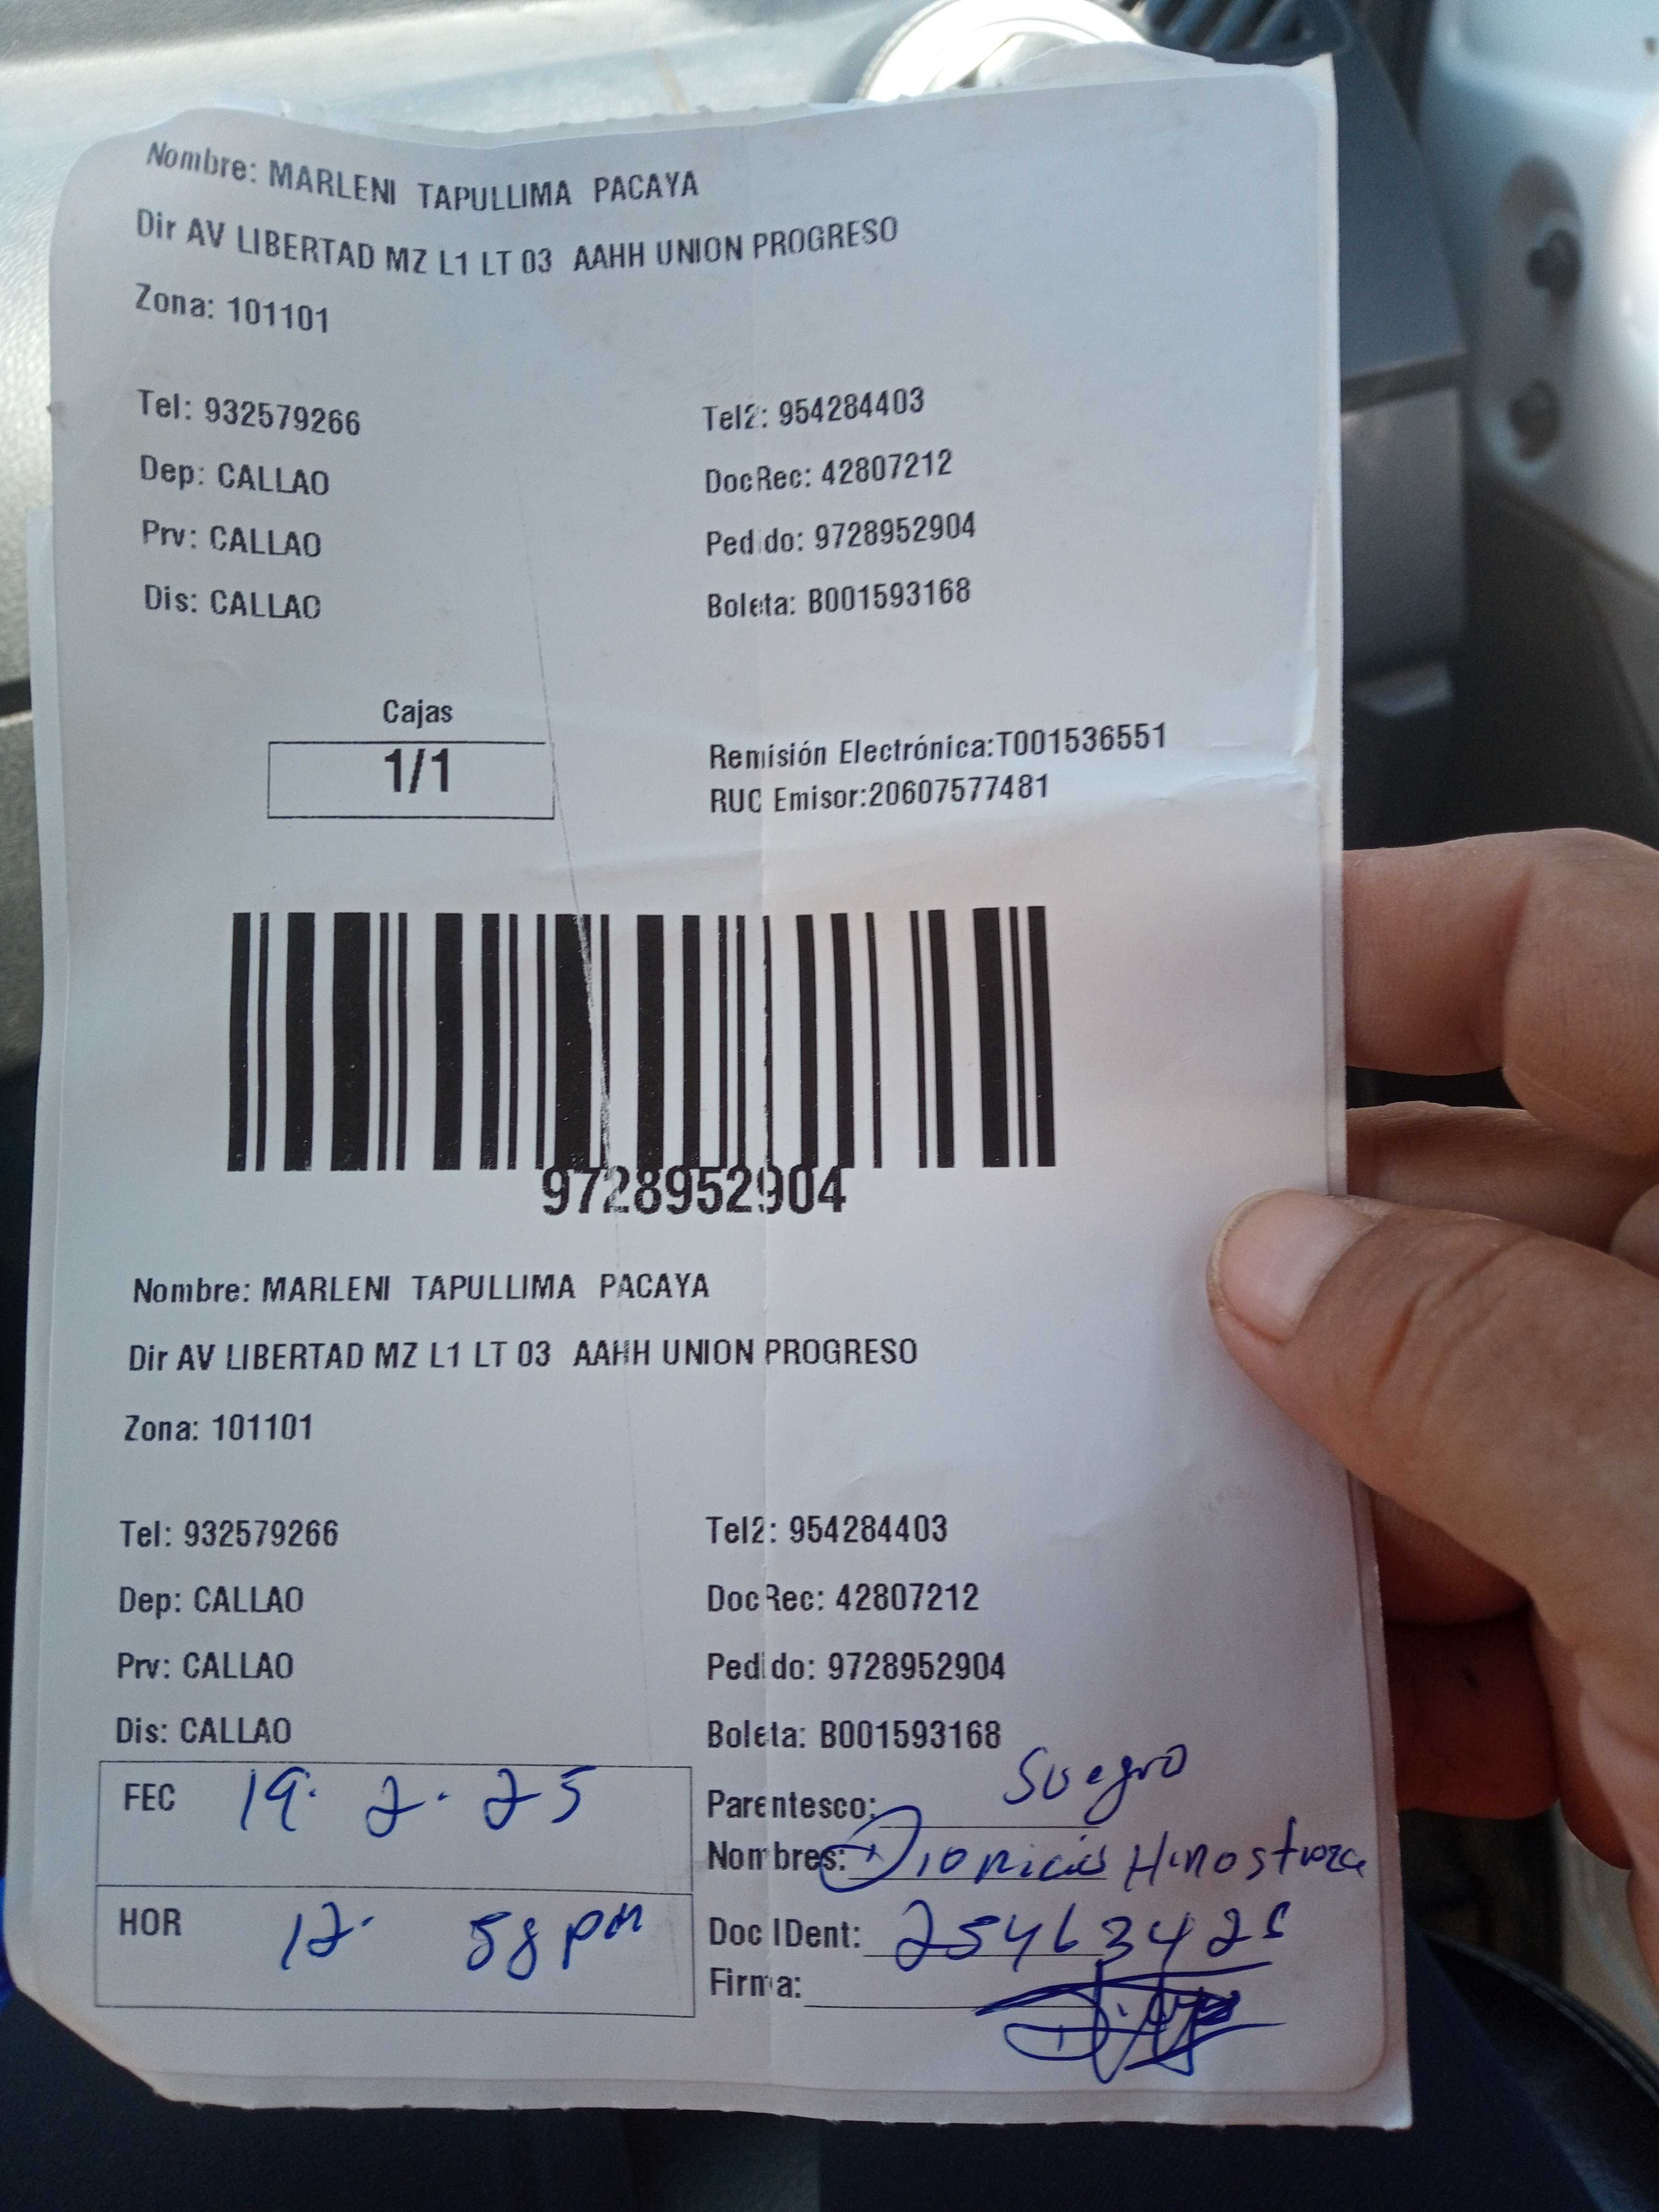 Nombre: MARLENI TAPULLIMA PACAYA
Dir AV LIBERTAD MZ L1 LT 03 AAHH UNION PROGRESO
Zona: 101101
Tel: 932579266 Tel2: 954284403
Dep: CALLAO DocRec: 42807212
Prv: CALLAO Pedido: 9728952904
Dis: CALLAO Boleta: B001593168
Cajas
1/1
Remisión Electrónica:T001536551
RUC Emisor:20607577481
9728952904
Nombre: MARLENI TAPULLIMA PACAYA
Dir AV LIBERTAD MZ L1 LT 03 AAHH UNION PROGRESO
Zona: 101101
Tel: 932579266 Tel2: 954284403
Dep: CALLAO DocRec: 42807212
Prv: CALLAO Pedido: 9728952904
Dis: CALLAO Boleta: B001593168
FEC 19. 2. 25
Parentesco: Suegro
Nombres: Hinostroza
HOR 12. 58 pm
Doc IDent:
Firma: